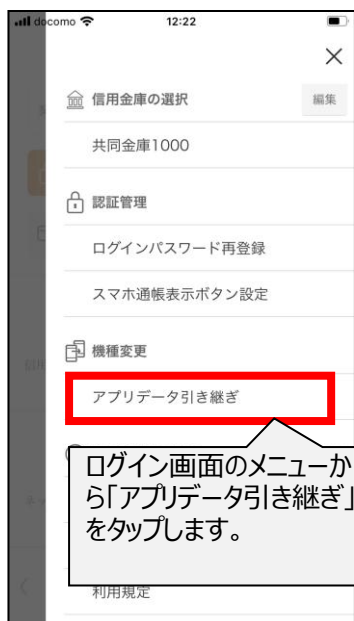 docomo 12:22
信用金庫の選択 編集
共同金庫1000
認証管理
ログインパスワード再登録
スマホ通帳表示ボタン設定
機種変更
アプリデータ引き継ぎ
ログイン画面のメニューか
ら「アプリデータ引き継ぎ」
をタップします。
利用規定